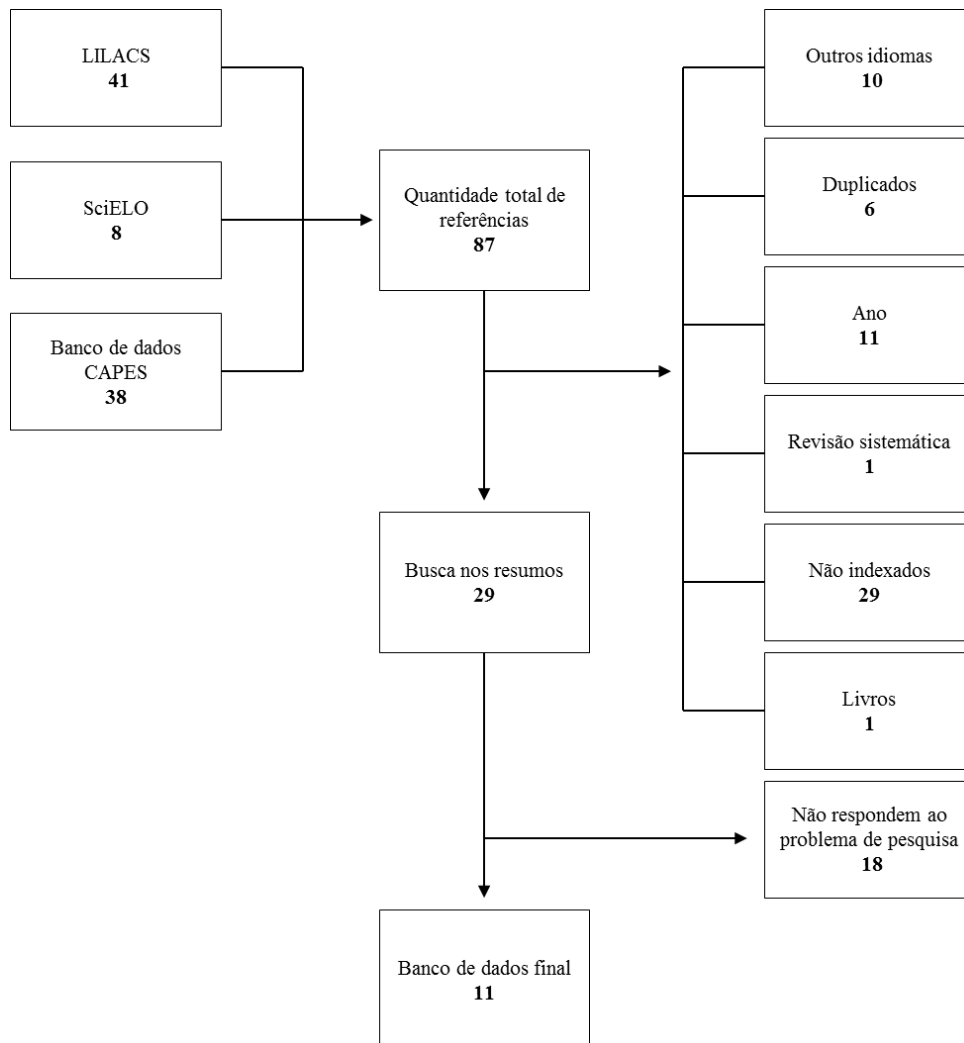 LILACS
41
SciELO
8
Banco de dados
CAPES
38
Quantidade total de
referências
87
Outros idiomas
10
Duplicados
6
Ano
11
Revisão sistemática
1
Não indexados
29
Livros
1
Busca nos resumos
29
Não respondem ao
problema de pesquisa
18
Banco de dados final
11